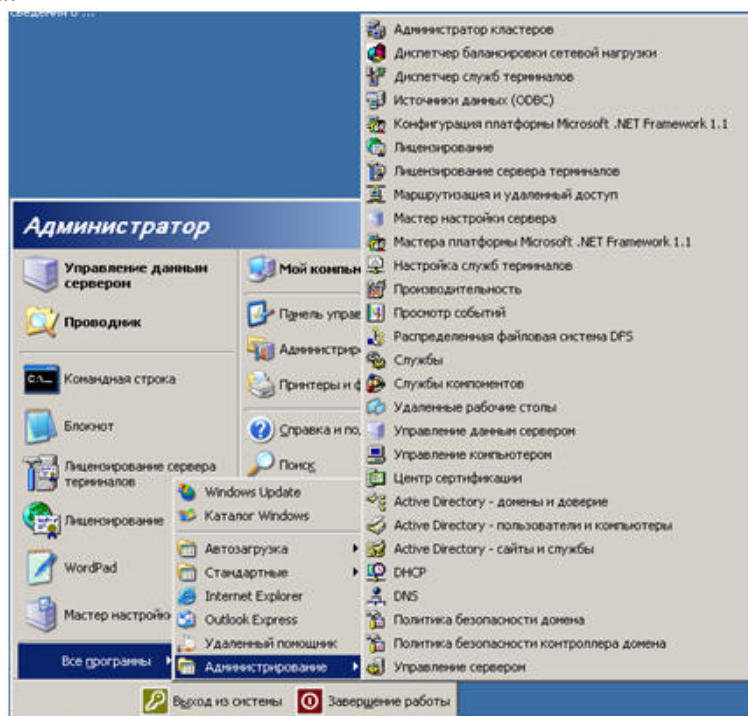 сведения о ...
Администратор
Управление данным
сервером
Проводник
Командная строка
Блокнот
Лицензирование сервера
терминалов
Лицензирование
WordPad
Мастер настройки
Все программы
Мой компьн
Панель управ
Администриро
Принтеры и ф
Справка и по
Поиск
Windows Update
Каталог Windows
Автозагрузка
Стандартные
Internet Explorer
Outlook Express
Удаленный помощник
Администрирование
Администратор кластеров
Диспетчер балансировки сетевой нагрузки
Диспетчер служб терминалов
Источники данных (ODBC)
Конфигурация платформы Microsoft .NET Framework 1.1
Лицензирование
Лицензирование сервера терминалов
Маршрутизация и удаленный доступ
Мастер настройки сервера
Мастера платформы Microsoft .NET Framework 1.1
Настройка служб терминалов
Производительность
Просмотр событий
Распределенная файловая система DFS
Службы
Службы компонентов
Удаленные рабочие столы
Управление данным сервером
Управление компьютером
Центр сертификации
Active Directory - домены и доверие
Active Directory - пользователи и компьютеры
Active Directory - сайты и службы
DHCP
DNS
Политика безопасности домена
Политика безопасности контроллера домена
Управление сервером
Выход из системы
Завершение работы